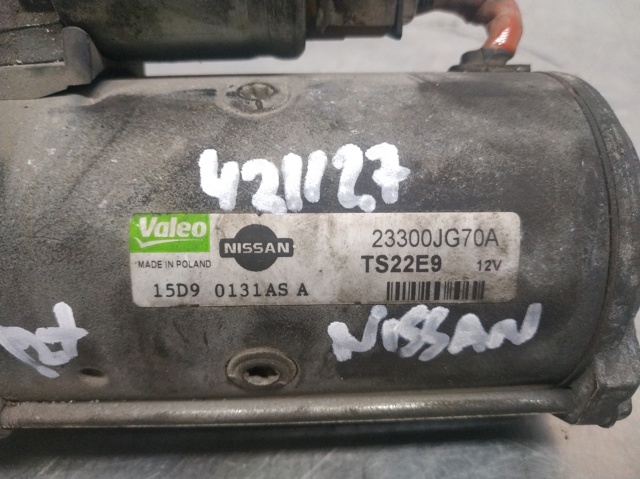 421127
Valeo
NISSAN
23300JG70A
MADE IN POLAND
TS22E9 12V
15D9 0131AS A
NISSAN